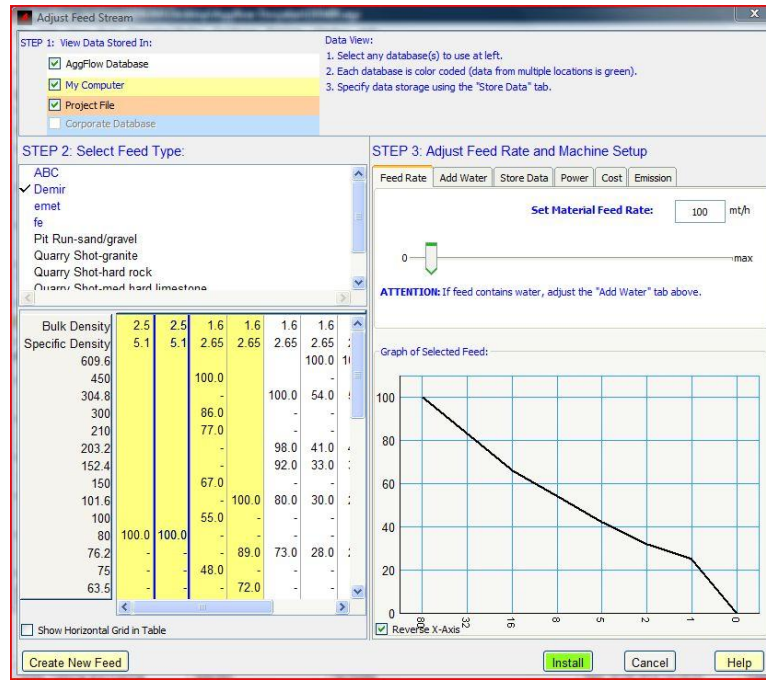 Adjust Feed Stream
STEP 1: View Data Stored In:
AggFlow Database
My Computer
Project File
Corporate Database
Data View:
1. Select any database(s) to use at left.
2. Each database is color coded (data from multiple locations is green).
3. Specify data storage using the "Store Data" tab.
STEP 2: Select Feed Type:
ABC
Demir
emet
fe
Pit Run-sand/gravel
Quarry Shot-granite
Quarry Shot-hard rock
Quarry Shot-med hard limestone
Bulk Density 2.5 2.5 1.6 1.6 1.6 1.6
Specific Density 5.1 5.1 2.65 2.65 2.65 2.65
609.6 100.0
450 100.0 -
304.8 - 100.0 54.0
300 86.0 - -
210 77.0 - -
203.2 - 98.0 41.0
152.4 - 92.0 33.0
150 67.0 - -
101.6 - 100.0 80.0 30.0
100 55.0 - - -
80 100.0 100.0 - - - -
76.2 - - - 89.0 73.0 28.0
75 - - 48.0 - - -
63.5 - - - 72.0 - -
Show Horizontal Grid in Table
Create New Feed
STEP 3: Adjust Feed Rate and Machine Setup
Feed Rate Add Water Store Data Power Cost Emission
Set Material Feed Rate: 100 mt/h
0 max
ATTENTION: If feed contains water, adjust the "Add Water" tab above.
Graph of Selected Feed:
100
80
60
40
20
0
80 32 16 8 5 2 1 0
Reverse X-Axis
Install Cancel Help